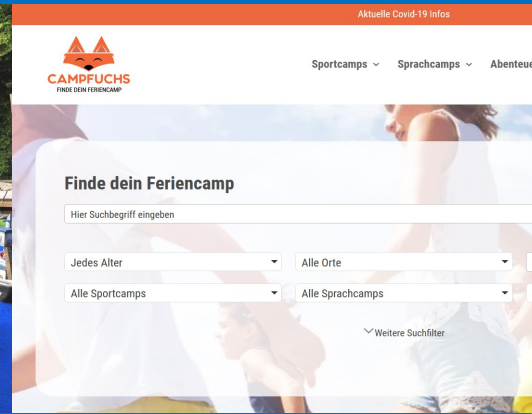 Aktuelle Covid-19 Infos
CAMPFUCHS
FINDE DEIN FERIENCAMP
Sportcamps
Sprachcamps
Abenteue
Finde dein Feriencamp
Hier Suchbegriff eingeben
Jedes Alter
Alle Orte
Alle Sportcamps
Alle Sprachcamps
Weitere Suchfilter